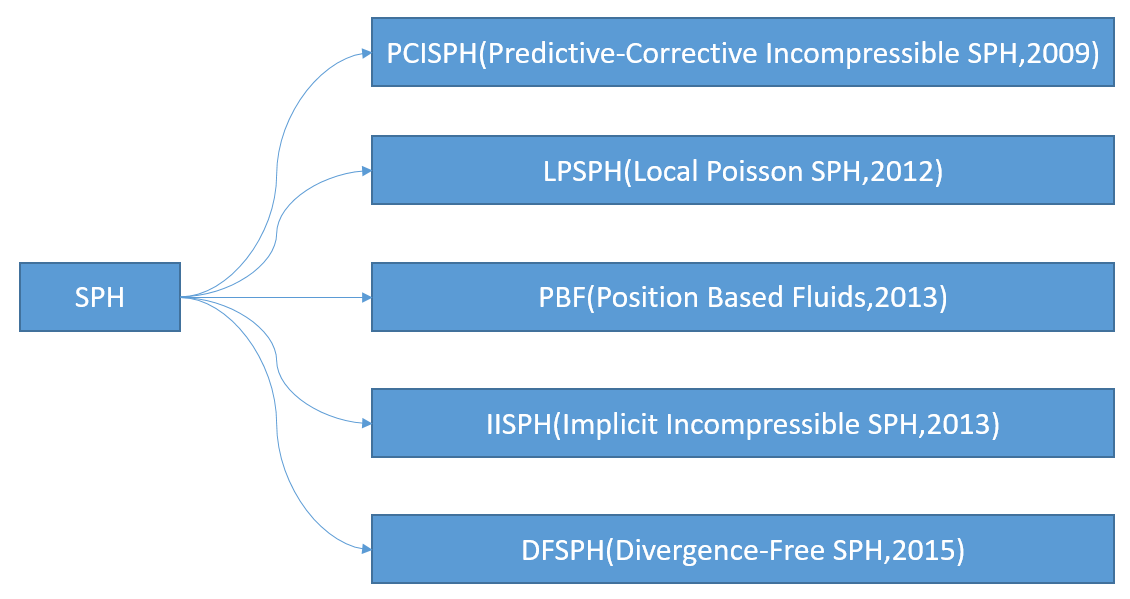 SPH
PCISPH(Predictive-Corrective Incompressible SPH,2009)
LPSPH(Local Poisson SPH,2012)
PBF(Position Based Fluids,2013)
IISPH(Implicit Incompressible SPH,2013)
DFSPH(Divergence-Free SPH,2015)